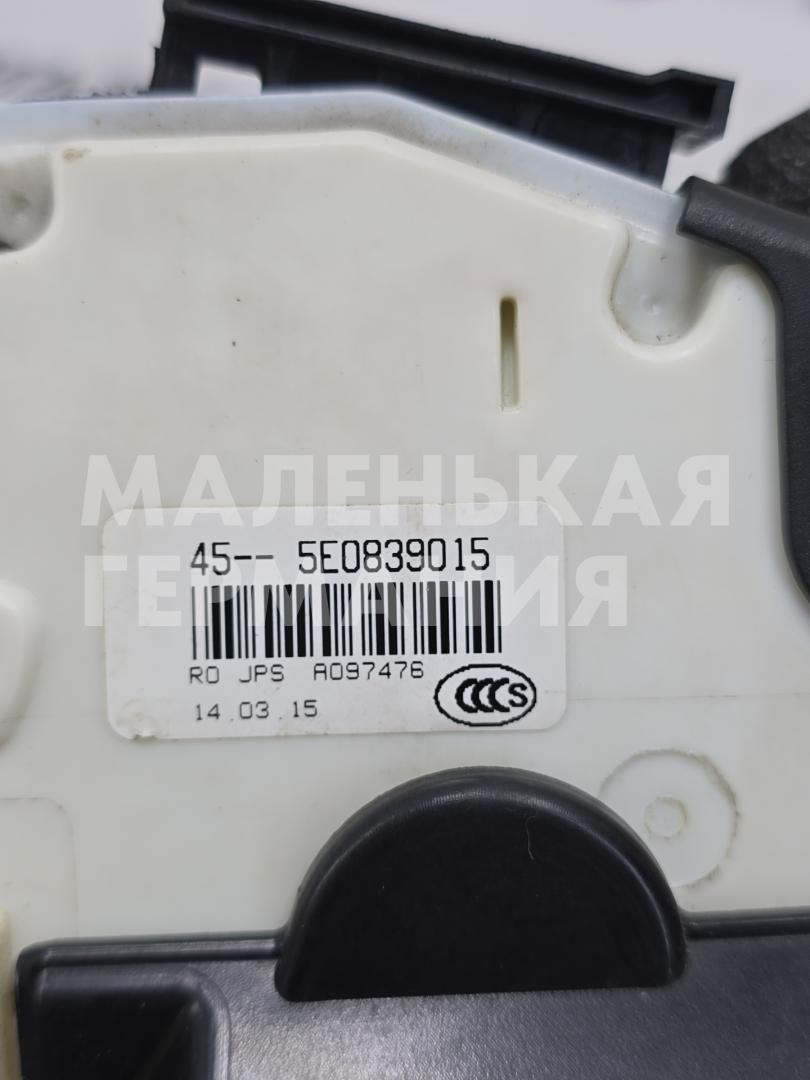 МАЛЕНЬКАЯ
ГЕРМАНИЯ
45-- 5E0839015
RO JPS A097476
14.03.15
CCCS